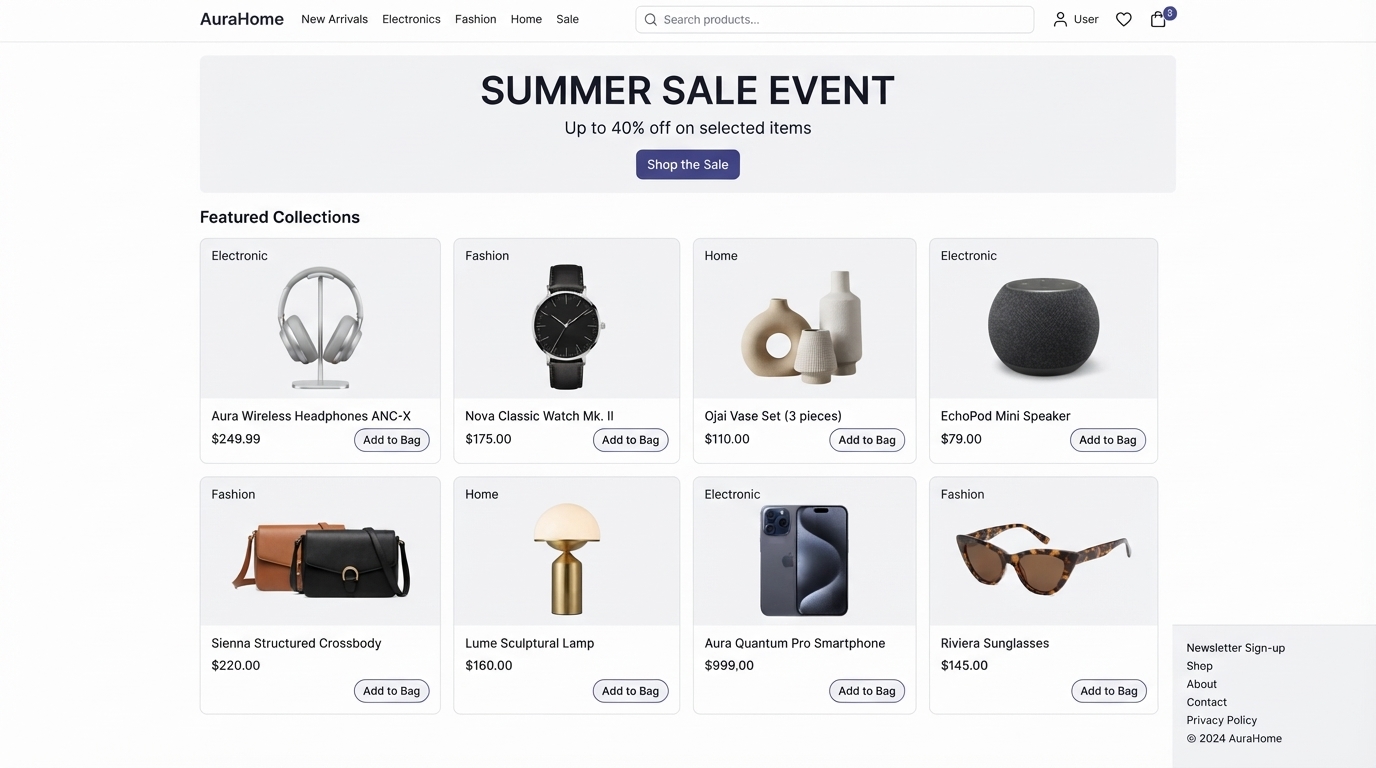 AuraHome New Arrivals Electronics Fashion Home Sale Search products... User 3
SUMMER SALE EVENT
Up to 40% off on selected items
Shop the Sale
Featured Collections
Electronic
Aura Wireless Headphones ANC-X
$249.99 Add to Bag
Fashion
Nova Classic Watch Mk. II
$175.00 Add to Bag
Home
Ojai Vase Set (3 pieces)
$110.00 Add to Bag
Electronic
EchoPod Mini Speaker
$79.00 Add to Bag
Fashion
Sienna Structured Crossbody
$220.00
Add to Bag
Home
Lume Sculptural Lamp
$160.00
Add to Bag
Electronic
Aura Quantum Pro Smartphone
$999,00
Add to Bag
Fashion
Riviera Sunglasses
$145.00
Add to Bag
Newsletter Sign-up
Shop
About
Contact
Privacy Policy
© 2024 AuraHome